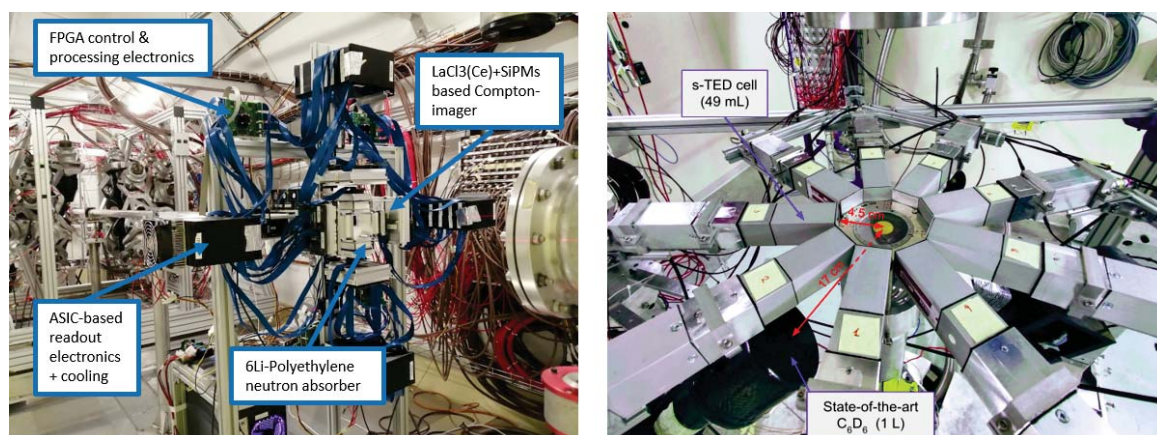 FPGA control &
processing electronics
LaCl3(Ce)+SiPMs
based Compton-
imager
ASIC-based
readout
electronics
+ cooling
6Li-Polyethylene
neutron absorber
s-TED cell
(49 mL)
4.5 cm
17 cm
State-of-the-art
C₆D₆ (1 L)